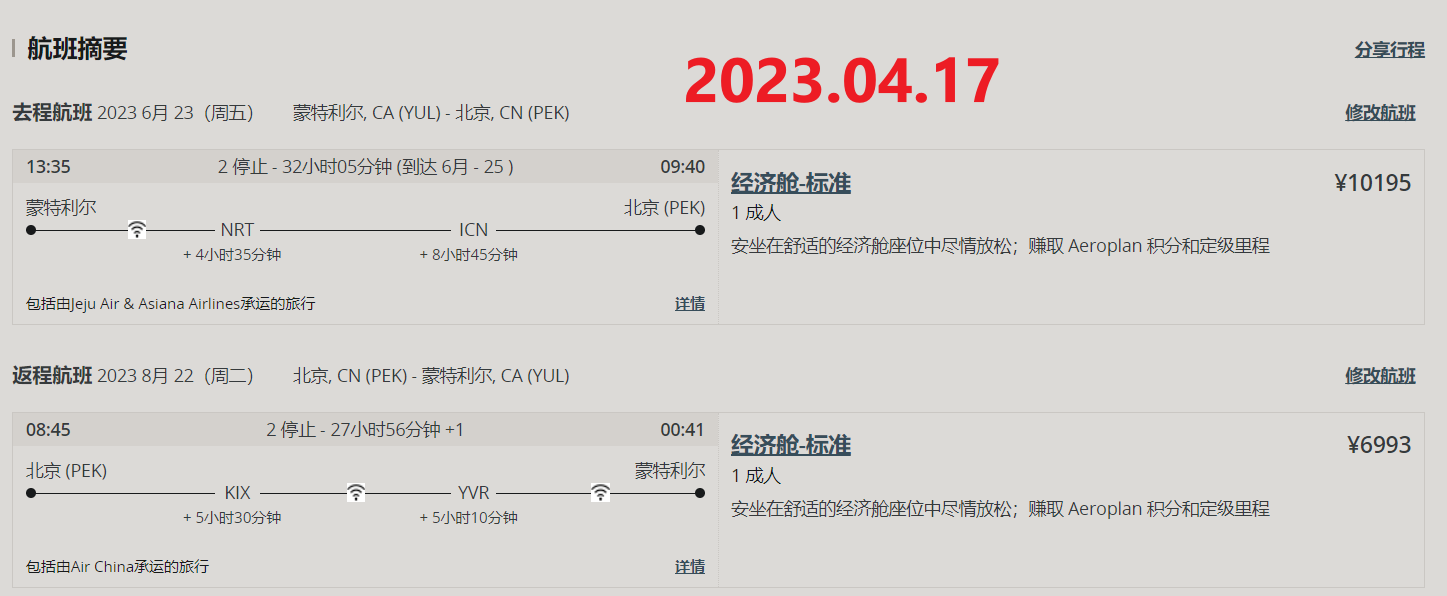 航班摘要
分享行程
2023.04.17
去程航班 2023 6月 23（周五） 蒙特利尔, CA (YUL) - 北京, CN (PEK)
修改航班
13:35 2 停止 - 32小时05分钟 (到达 6月 - 25 ) 09:40
蒙特利尔 北京 (PEK)
NRT ICN
+ 4小时35分钟 + 8小时45分钟
包括由Jeju Air & Asiana Airlines承运的旅行 详情
经济舱-标准 ¥10195
1 成人
安坐在舒适的经济舱座位中尽情放松；赚取 Aeroplan 积分和定级里程
返程航班 2023 8月 22（周二） 北京, CN (PEK) - 蒙特利尔, CA (YUL)
修改航班
08:45 2 停止 - 27小时56分钟 +1 00:41
北京 (PEK) 蒙特利尔
KIX YVR
+ 5小时30分钟 + 5小时10分钟
包括由Air China承运的旅行 详情
经济舱-标准 ¥6993
1 成人
安坐在舒适的经济舱座位中尽情放松；赚取 Aeroplan 积分和定级里程